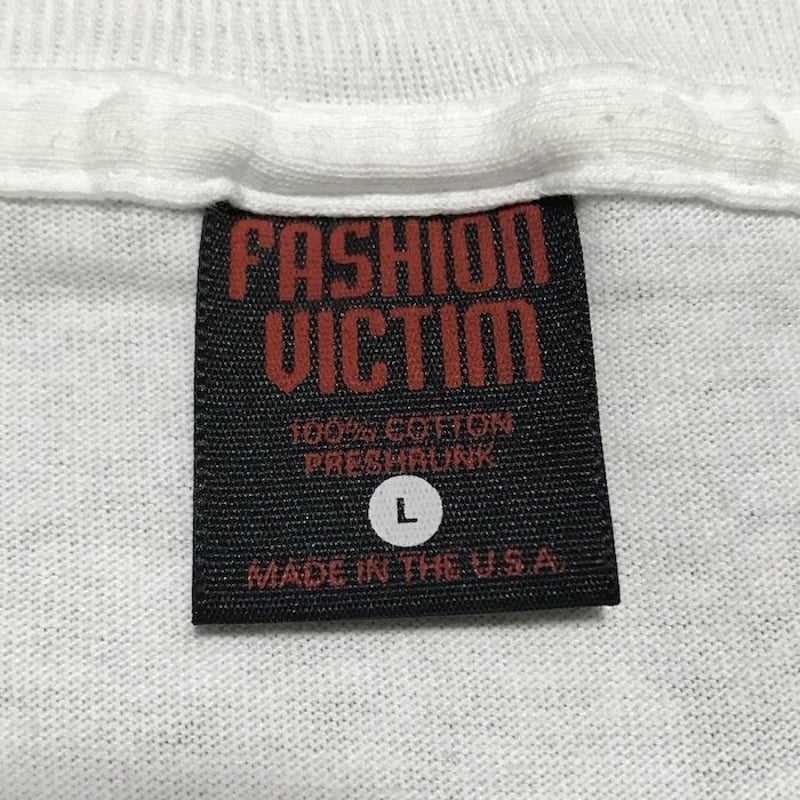 FASHION
VICTIM
100% COTTON
PRESHRUNK
L
MADE IN THE U.S.A.